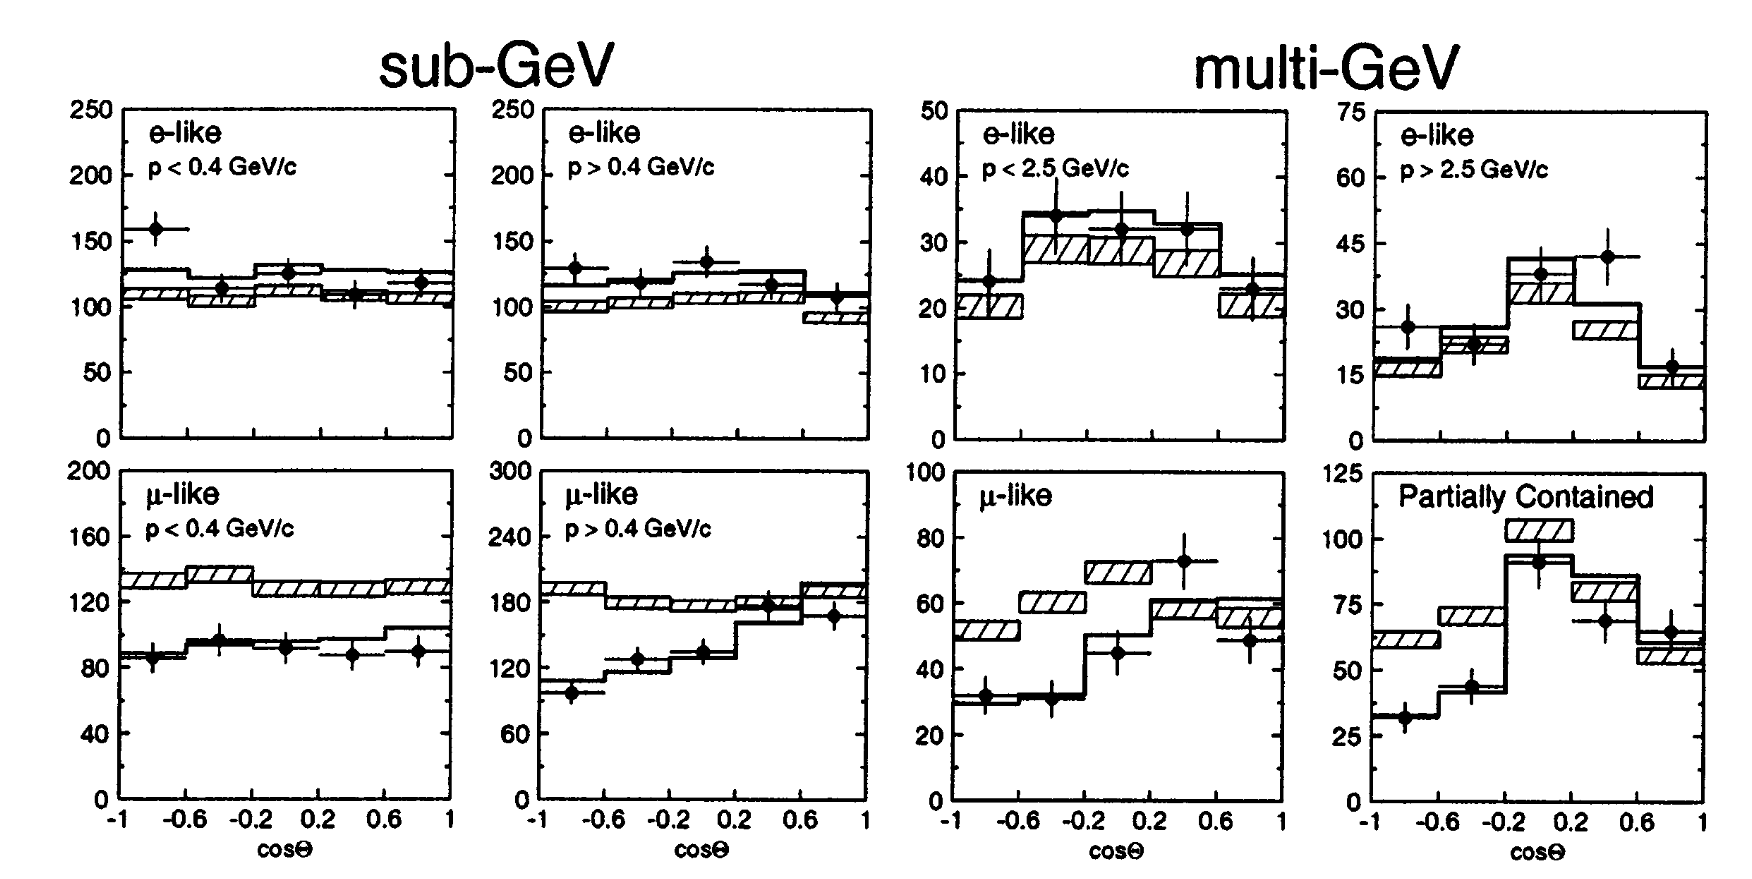 sub-GeV
multi-GeV
250
200
150
100
50
0
e-like
p < 0.4 GeV/c
250
200
150
100
50
0
e-like
p > 0.4 GeV/c
50
40
30
20
10
0
e-like
p < 2.5 GeV/c
75
60
45
30
15
0
e-like
p > 2.5 GeV/c
200
160
120
80
40
0
μ-like
p < 0.4 GeV/c
-1 -0.6 -0.2 0.2 0.6 1
cosΘ
300
240
180
120
60
0
μ-like
p > 0.4 GeV/c
-1 -0.6 -0.2 0.2 0.6 1
cosΘ
100
80
60
40
20
0
μ-like
-1 -0.6 -0.2 0.2 0.6 1
cosΘ
125
100
75
50
25
0
Partially Contained
-1 -0.6 -0.2 0.2 0.6 1
cosΘ